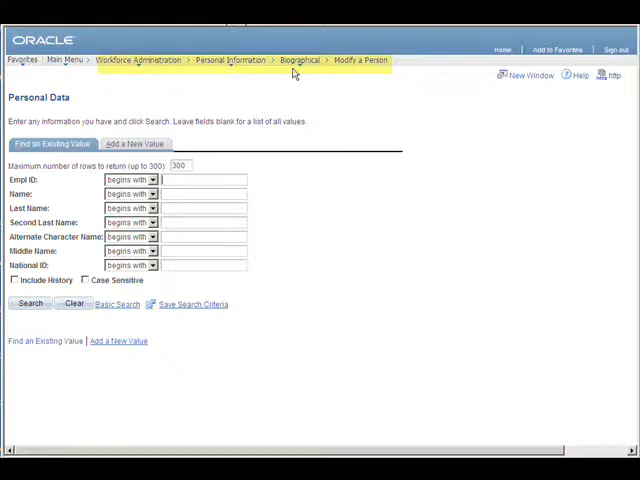 ORACLE
Home | Add to Favorites | Sign out
Favorites Main Menu > Workforce Administration > Personal Information > Biographical > Modify a Person
New Window Help http
Personal Data
Enter any information you have and click Search. Leave fields blank for a list of all values.
Find an Existing Value Add a New Value
Maximum number of rows to return (up to 300): 300
Empl ID: begins with
Name: begins with
Last Name: begins with
Second Last Name: begins with
Alternate Character Name: begins with
Middle Name: begins with
National ID: begins with
Include History Case Sensitive
Search Clear Basic Search Save Search Criteria
Find an Existing Value | Add a New Value